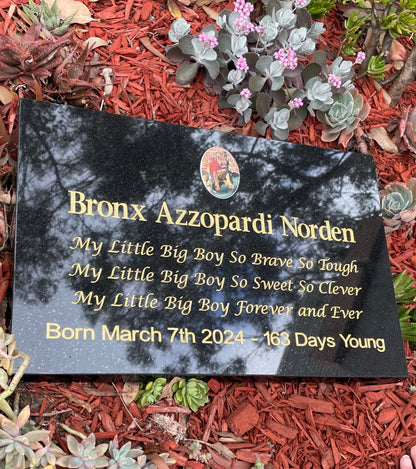 Bronx Azzopardi Norden
My Little Big Boy So Brave So Tough
My Little Big Boy So Sweet So Clever
My Little Big Boy Forever and Ever
Born March 7th 2024 - 163 Days Young